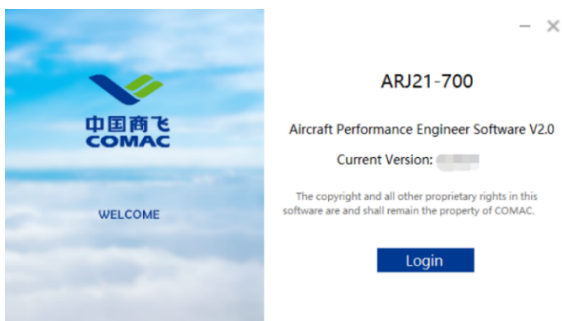 中国商飞
COMAC
WELCOME
ARJ21-700
Aircraft Performance Engineer Software V2.0
Current Version:
The copyright and all other proprietary rights in this
software are and shall remain the property of COMAC.
Login